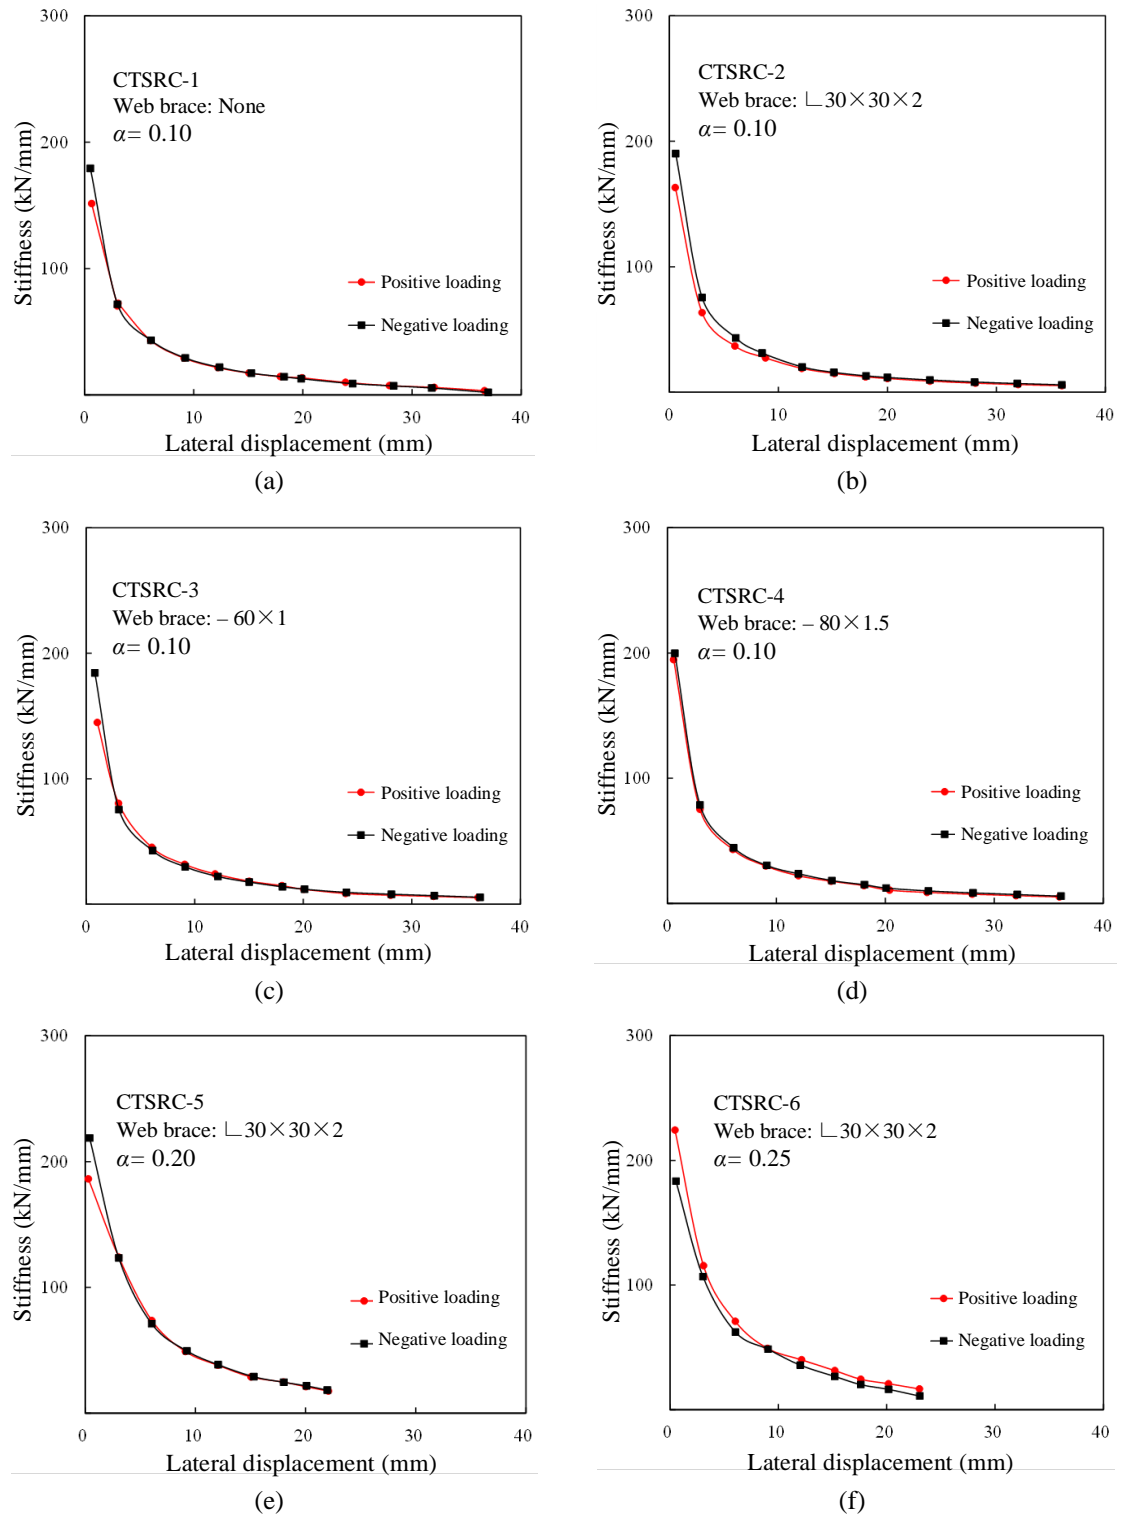 300
200
100
0
10
20
30
40
Stiffness (kN/mm)
CTSRC-1
Web brace: None
α= 0.10
Positive loading
Negative loading
Lateral displacement (mm)
(a)
300
200
100
0
10
20
30
40
Stiffness (kN/mm)
CTSRC-2
Web brace: ∟30×30×2
α= 0.10
Positive loading
Negative loading
Lateral displacement (mm)
(b)
300
200
100
0
10
20
30
40
Stiffness (kN/mm)
CTSRC-3
Web brace: – 60×1
α= 0.10
Positive loading
Negative loading
Lateral displacement (mm)
(c)
300
200
100
0
10
20
30
40
Stiffness (kN/mm)
CTSRC-4
Web brace: – 80×1.5
α= 0.10
Positive loading
Negative loading
Lateral displacement (mm)
(d)
300
200
100
0
10
20
30
40
Stiffness (kN/mm)
CTSRC-5
Web brace: ∟30×30×2
α= 0.20
Positive loading
Negative loading
Lateral displacement (mm)
(e)
300
200
100
0
10
20
30
40
Stiffness (kN/mm)
CTSRC-6
Web brace: ∟30×30×2
α= 0.25
Positive loading
Negative loading
Lateral displacement (mm)
(f)